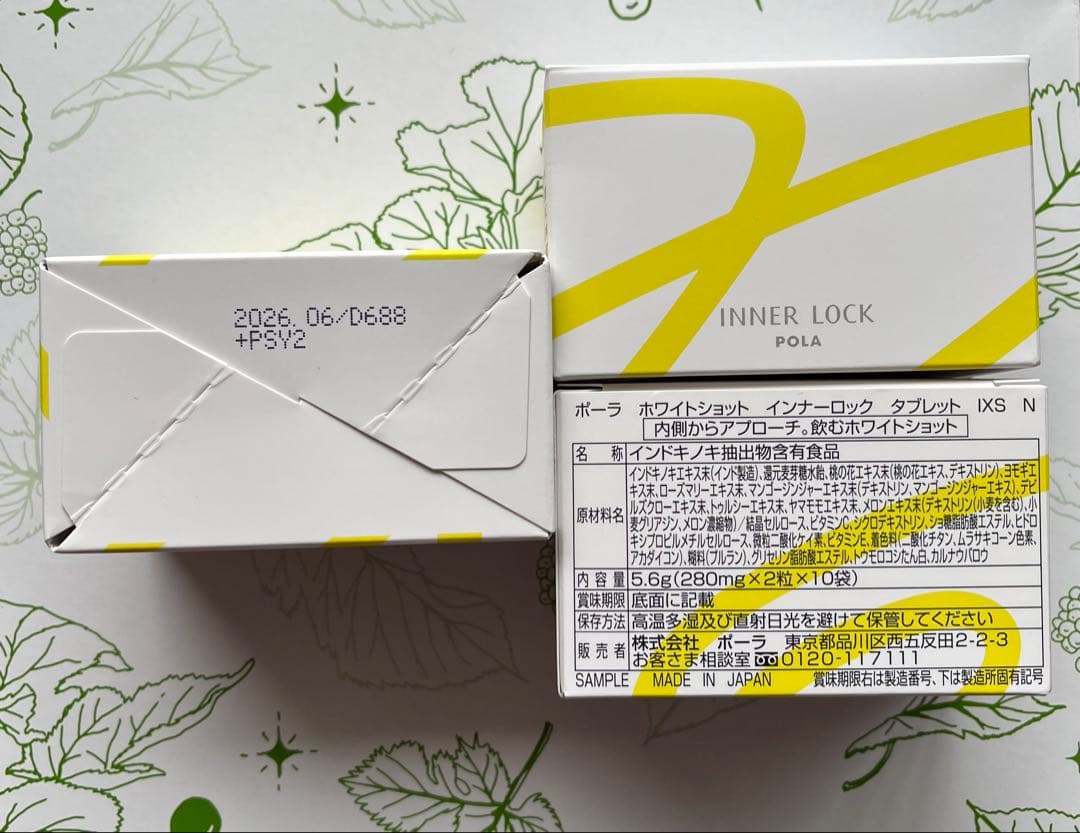 2026. 06/D688
+PSY2
INNER LOCK
POLA
ポーラ ホワイトショット インナーロック タブレット IXS N
内側からアプローチ。飲むホワイトショット
名称 インドキノキ抽出物含有食品
原材料名 インドキノキエキス末(インド製造)、還元麦芽糖水飴、桃の花エキス末(桃の花エキス、デキストリン)、ヨモギエ
キス末、ローズマリーエキス末、マンゴージンジャーエキス末(デキストリン、マンゴージンジャーエキス)、デビ
ルズクローエキス末、トゥルシーエキス末、ヤマモモエキス末、メロンエキス末(デキストリン(小麦を含む)、小
麦グリアジン、メロン濃縮物)/結晶セルロース、ビタミンC、シクロデキストリン、ショ糖脂肪酸エステル、ヒドロ
キシプロピルメチルセルロース、微粒二酸化ケイ素、ビタミンE、着色料(二酸化チタン、ムラサキコーン色素、
アカダイコン)、糊料(プルラン)、グリセリン脂肪酸エステル、トウモロコシたん白、カルナウバロウ
内容量 5.6g(280mg×2粒×10袋)
賞味期限 底面に記載
保存方法 高温多湿及び直射日光を避けて保管してください
販売者 株式会社 ポーラ 東京都品川区西五反田2-2-3
お客さま相談室 0120-117111
SAMPLE MADE IN JAPAN 賞味期限右は製造番号、下は製造所固有記号